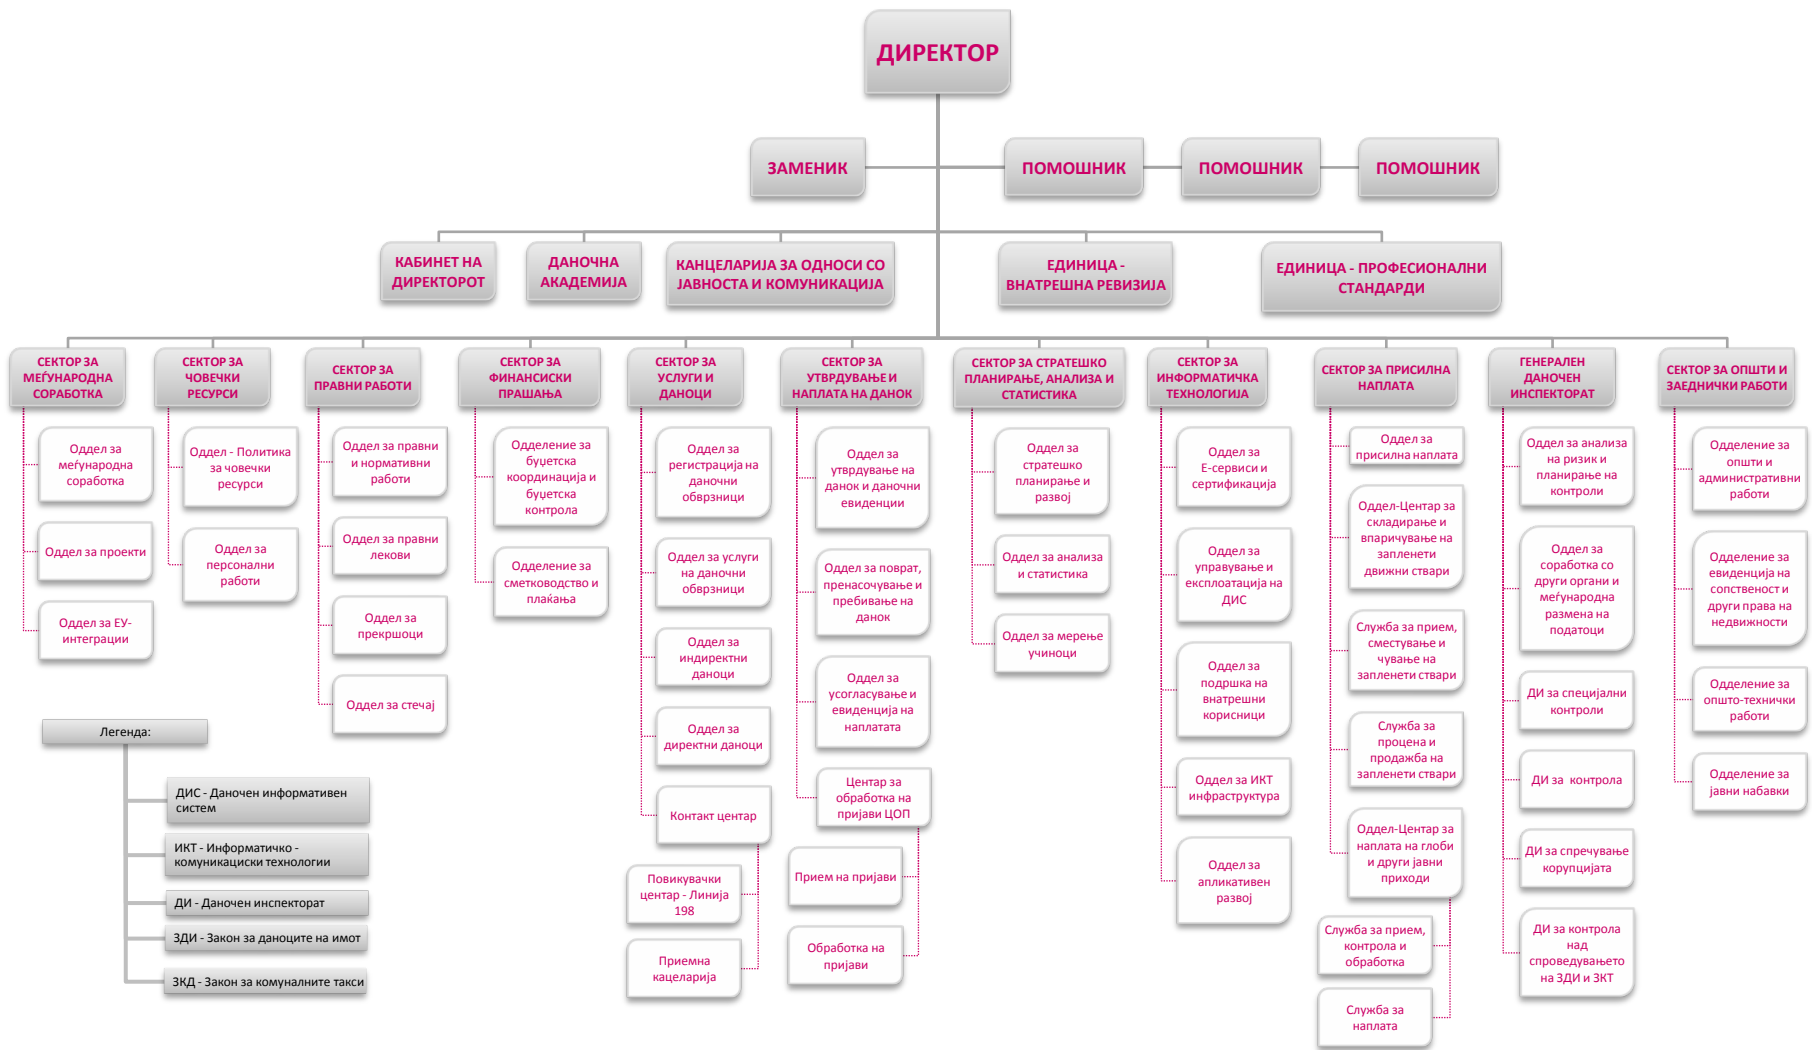 ДИРЕКТОР
ЗАМЕНИК
ПОМОШНИК
ПОМОШНИК
ПОМОШНИК
КАБИНЕТ НА
ДИРЕКТОРОТ
ДАНОЧНА
АКАДЕМИЈА
КАНЦЕЛАРИЈА ЗА ОДНОСИ СО
ЈАВНОСТА И КОМУНИКАЦИЈА
ЕДИНИЦА -
ВНАТРЕШНА РЕВИЗИЈА
ЕДИНИЦА - ПРОФЕСИОНАЛНИ
СТАНДАРДИ
СЕКТОР ЗА
МЕЃУНАРОДНА
СОРАБОТКА
Оддел за
меѓународна
соработка
Оддел за проекти
Оддел за ЕУ-
интеграции
СЕКТОР ЗА
ЧОВЕЧКИ
РЕСУРСИ
Оддел - Политика
за човечки
ресурси
Оддел за
персонални
работи
СЕКТОР ЗА
ПРАВНИ РАБОТИ
Оддел за правни
и нормативни
работи
Оддел за правни
лекови
Оддел за
прекршоци
Оддел за стечај
СЕКТОР ЗА
ФИНАНСИСКИ
ПРАШАЊА
Одделение за
буџетска
координација и
буџетска
контрола
Одделение за
сметководство и
плаќања
СЕКТОР ЗА
УСЛУГИ И
ДАНОЦИ
Оддел за
регистрација на
даночни
обврзници
Оддел за услуги
на даночни
обврзници
Оддел за
индиректни
даноци
Оддел за
директни даноци
Контакт центар
Повикувачки
центар - Линија
198
Приемна
кацеларија
СЕКТОР ЗА
УТВРДУВАЊЕ И
НАПЛАТА НА ДАНОК
Оддел за
утврдување на
данок и даночни
евиденции
Оддел за поврат,
пренасочување и
пребивање на
данок
Оддел за
усогласување и
евиденција на
наплатата
Центар за
обработка на
пријави ЦОП
Прием на пријави
Обработка на
пријави
СЕКТОР ЗА СТРАТЕШКО
ПЛАНИРАЊЕ, АНАЛИЗА И
СТАТИСТИКА
Оддел за
стратешко
планирање и
развој
Оддел за анализа
и статистика
Оддел за мерење
учиноци
СЕКТОР ЗА
ИНФОРМАТИЧКА
ТЕХНОЛОГИЈА
Оддел за
Е-сервиси и
сертификација
Оддел за
управување и
експлоатација на
ДИС
Оддел за
подршка на
внатрешни
корисници
Оддел за ИКТ
инфраструктура
Оддел за
апликативен
развој
СЕКТОР ЗА ПРИСИЛНА
НАПЛАТА
Оддел за
присилна наплата
Оддел-Центар за
складирање и
впаричување на
запленети
движни ствари
Служба за прием,
сместување и
чување на
запленети ствари
Служба за
процена и
продажба на
запленети ствари
Оддел-Центар за
наплата на глоби
и други јавни
приходи
Служба за прием,
контрола и
обработка
Служба за
наплата
ГЕНЕРАЛЕН
ДАНОЧЕН
ИНСПЕКТОРАТ
Оддел за анализа
на ризик и
планирање на
контроли
Оддел за
соработка со
други органи и
меѓународна
размена на
податоци
ДИ за специјални
контроли
ДИ за контрола
ДИ за спречување
корупцијата
ДИ за контрола
над
спроведувањето
на ЗДИ и ЗКТ
СЕКТОР ЗА ОПШТИ И
ЗАЕДНИЧКИ РАБОТИ
Одделение за
општи и
административни
работи
Одделение за
евиденција на
сопственост и
други права на
недвижности
Одделение за
општо-технички
работи
Одделение за
јавни набавки
Легенда:
ДИС - Даночен информативен
систем
ИКТ - Информатичко -
комуникациски технологии
ДИ - Даночен инспекторат
ЗДИ - Закон за даноците на имот
ЗКД - Закон за комуналните такси